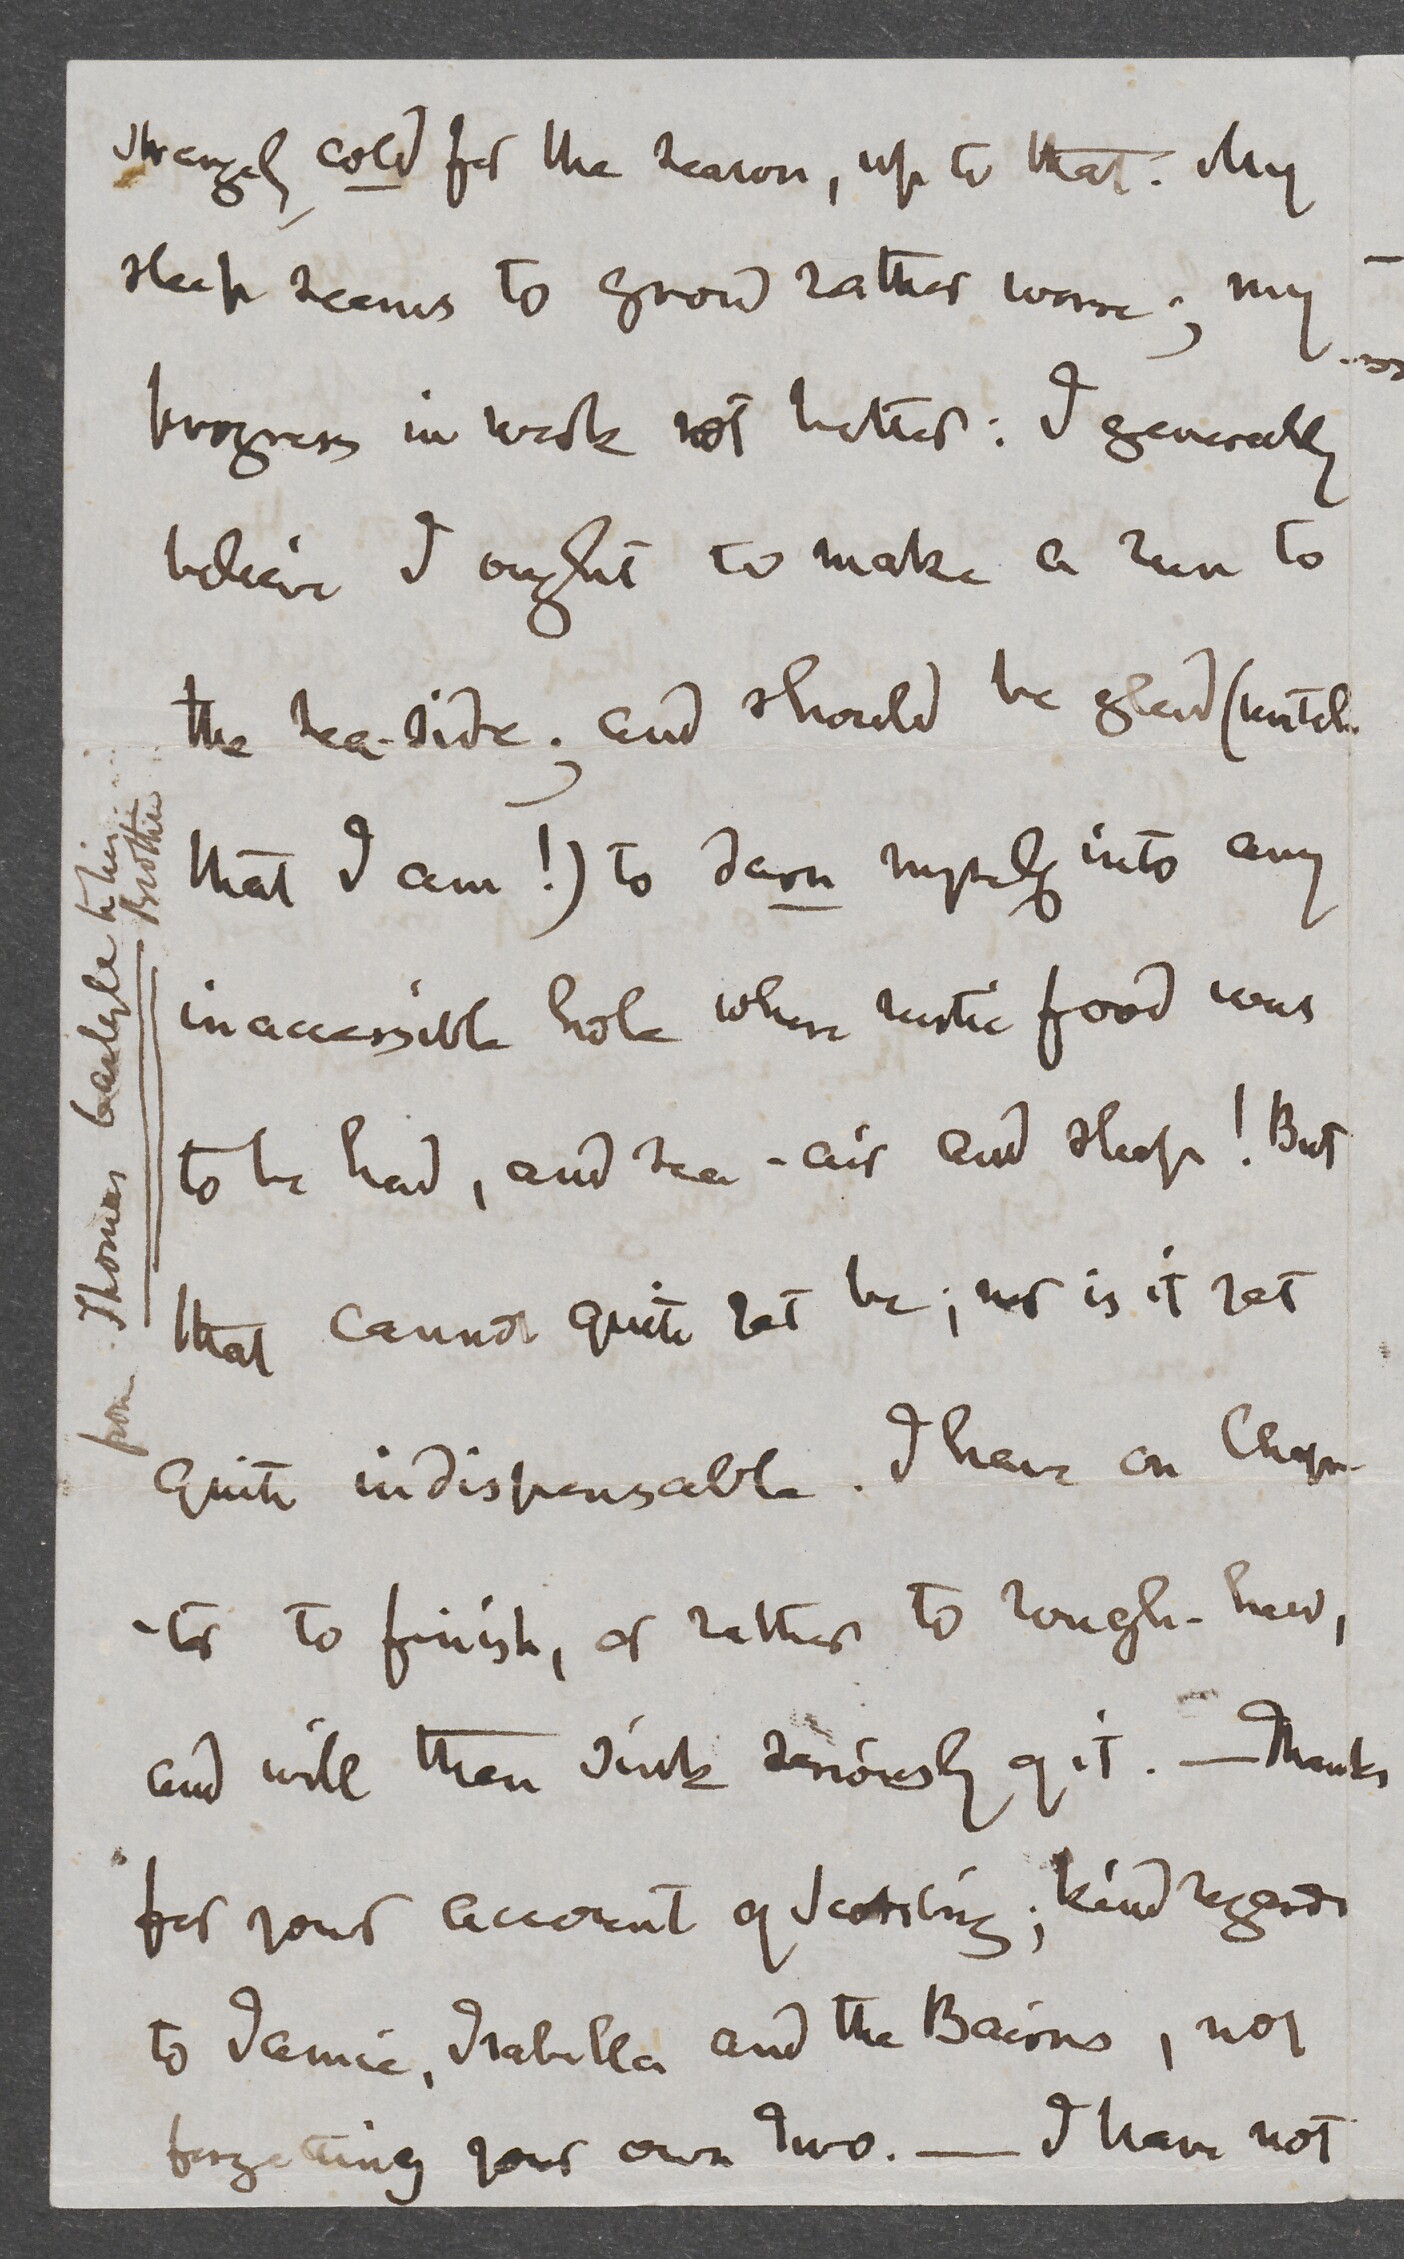 strangely cold for the season, up to that. My
sleep seems to grow rather worse; my
progress in work not better: I generally
believe I ought to make a run to
the sea-side; and should be glad (
that I am!) to darn myself into any
inaccessible hole where rustic food was
to be had, and sea-air and sleep! But
that cannot quite yet be; nor is it yet
quite indispensable. I have on Chap-
-ter to finish, or rather to rough-hew,
and will then think seriously of it. — Thanks
for your account of Scotsbrig; kind regards
to Jamie, Isabella and the Bairns, not
forgetting your own Two. — I have not
from Thomas Carlyle to his
Brother